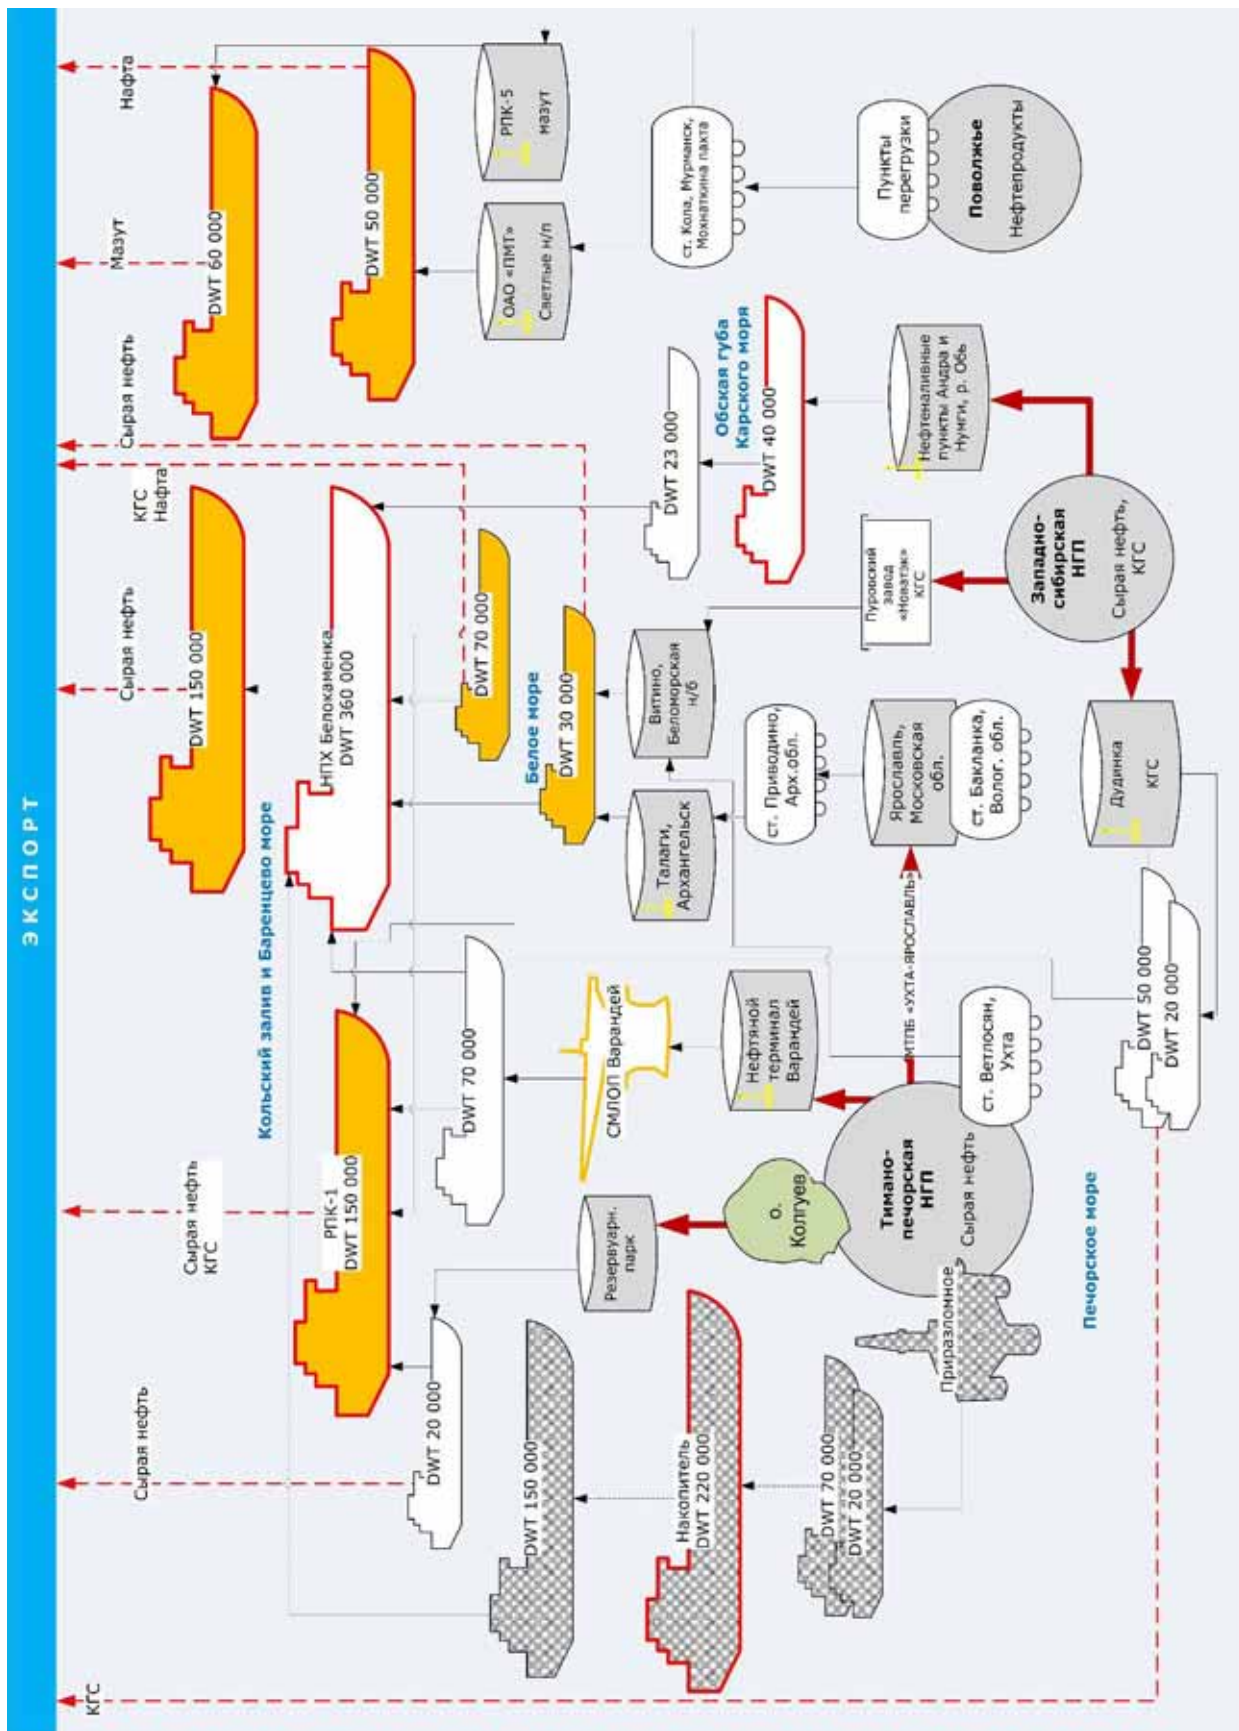 ЭКСПОРТ
КГС
Сырая нефть
Сырая нефть
КГС
Сырая нефть
КГС
Нафта
Сырая нефть
Мазут
Нафта
Кольский залив и Баренцево море
DWT 150 000
DWT 60 000
РПК-1
DWT 150 000
НПХ Белокаменка
DWT 360 000
DWT 50 000
DWT 20 000
DWT 70 000
DWT 70 000
ОАО «ПМТ»
Светлые н/п
РПК-5
мазут
DWT 150 000
Белое море
DWT 30 000
Резервуарн.
парк
СМЛОП Варандей
Талаги,
Архангельск
Витино,
Беломорская
н/б
DWT 23 000
ст. Кола, Мурманск,
Мохнаткина пахта
Накопитель
DWT 220 000
Обская губа
Карского моря
DWT 40 000
о.
Колгуев
Нефтяной
терминал
Варандей
ст. Приводино,
Арх.обл.
DWT 70 000
DWT 20 000
Приразломное
Тимано-
печорская
НГП
Сырая нефть
МТПБ «УХТА-ЯРОСЛАВЛЬ»
ст. Ветлосян,
Ухта
Ярославль,
Московская
обл.
ст. Бакланка,
Волог. обл.
Пуровский
завод
«Новатэк»
КГС
Нефтеналивные
пункты Андра и
Нумги, р. Обь
Пункты
перегрузки
Поволжье
Нефтепродукты
Западно-
сибирская
НГП
Сырая нефть,
КГС
Печорское море
DWT 50 000
DWT 20 000
Дудинка
КГС